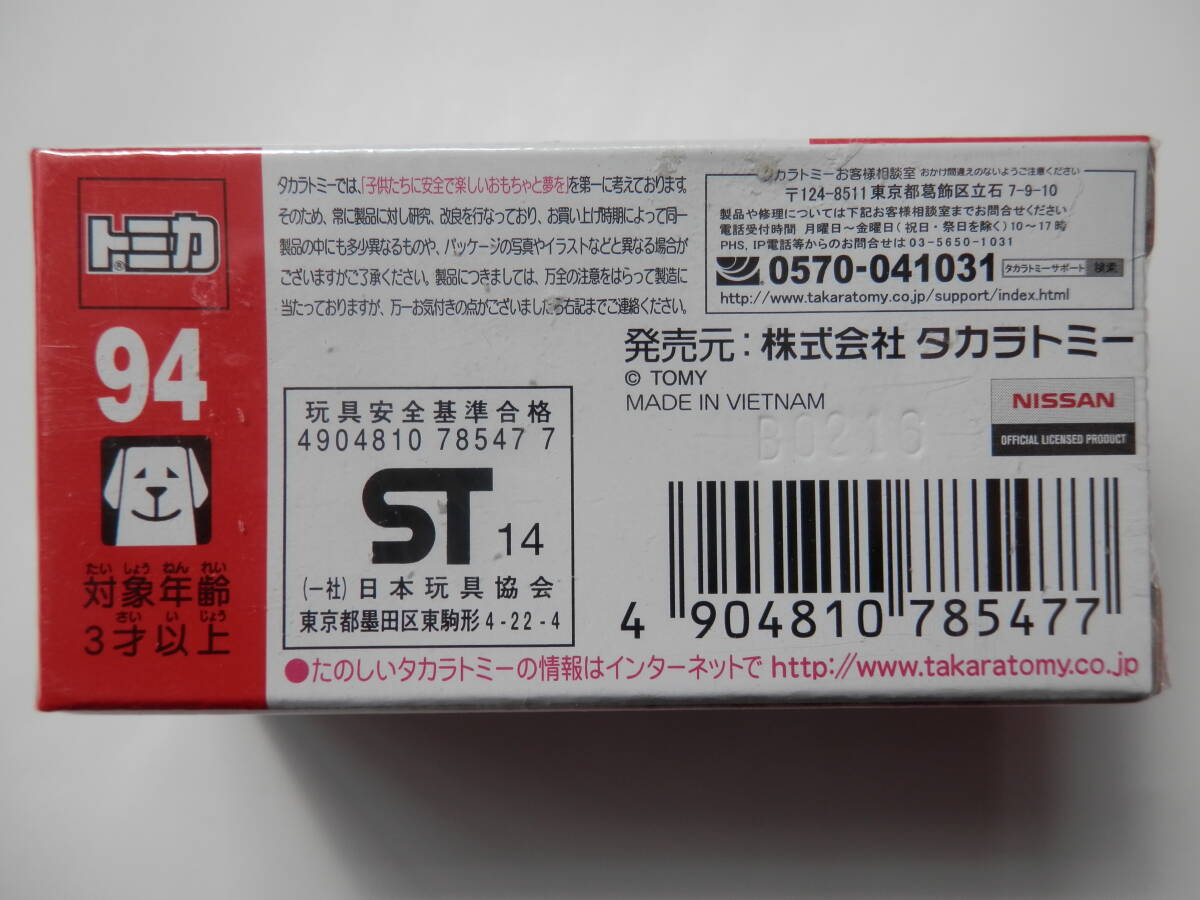 トミカ®
94
たい しょう ねん れい
対象年齢
さい い じょう
3才以上
タカラトミーでは、「子供たちに安全で楽しいおもちゃと夢を」を第一に考えております。
そのため、常に製品に対し研究、改良を行なっており、お買い上げ時期によって同一
製品の中にも多少異なるものや、パッケージの写真やイラストなどと異なる場合が
ございますがご了承ください。製品につきましては、万全の注意をはらって製造に
当たっておりますが、万一お気付きの点がございましたら右記までご連絡ください。
タカラトミーお客様相談室 おかけ間違えのないようご注意ください
〒124-8511 東京都葛飾区立石 7-9-10
製品や修理については下記お客様相談室までお問合せください
電話受付時間 月曜日〜金曜日(祝日・祭日を除く)10〜17時
PHS, IP電話等からのお問合せは 03-5650-1031
0570-041031 タカラトミーサポート 検索
http://www.takaratomy.co.jp/support/index.html
発売元:株式会社 タカラトミー
© TOMY
MADE IN VIETNAM
B0216
NISSAN
OFFICIAL LICENSED PRODUCT
玩具安全基準合格
4904810 78547 7
ST 14
(一社)日本玩具協会
東京都墨田区東駒形 4-22-4
4 904810 785477
●たのしいタカラトミーの情報はインターネットで http://www.takaratomy.co.jp